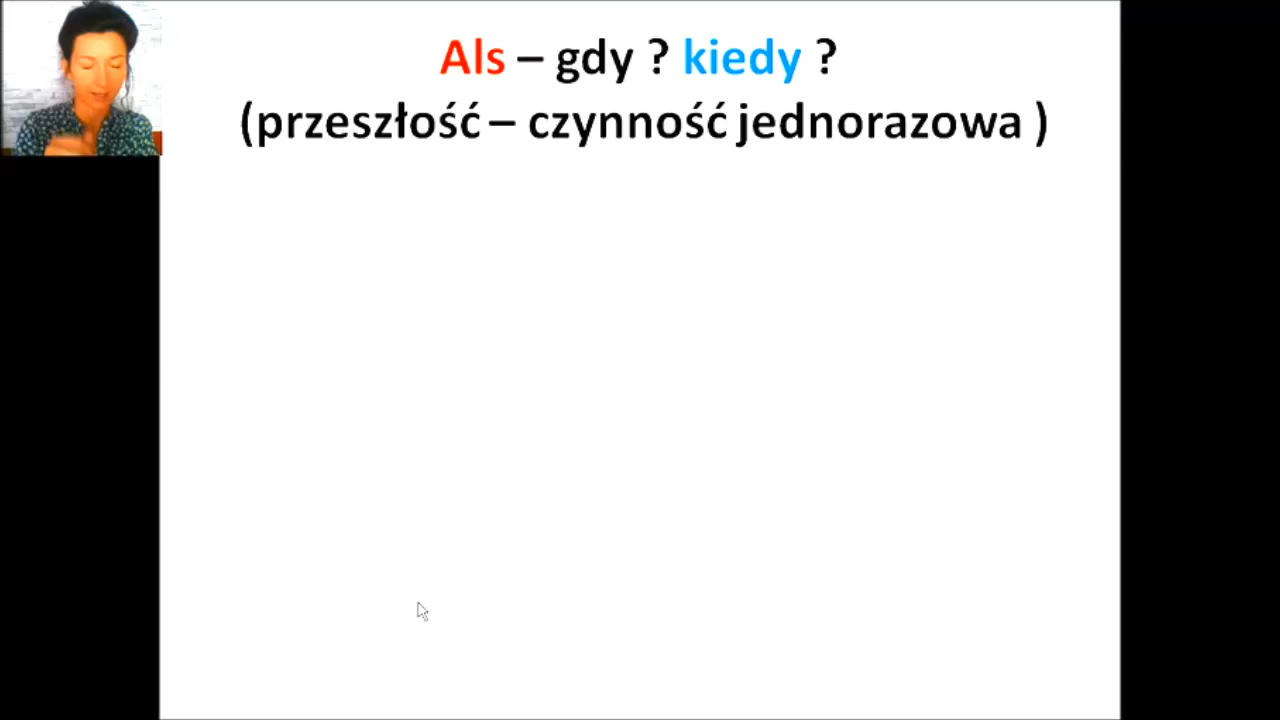 Als – gdy ? kiedy ?
(przeszłość – czynność jednorazowa )